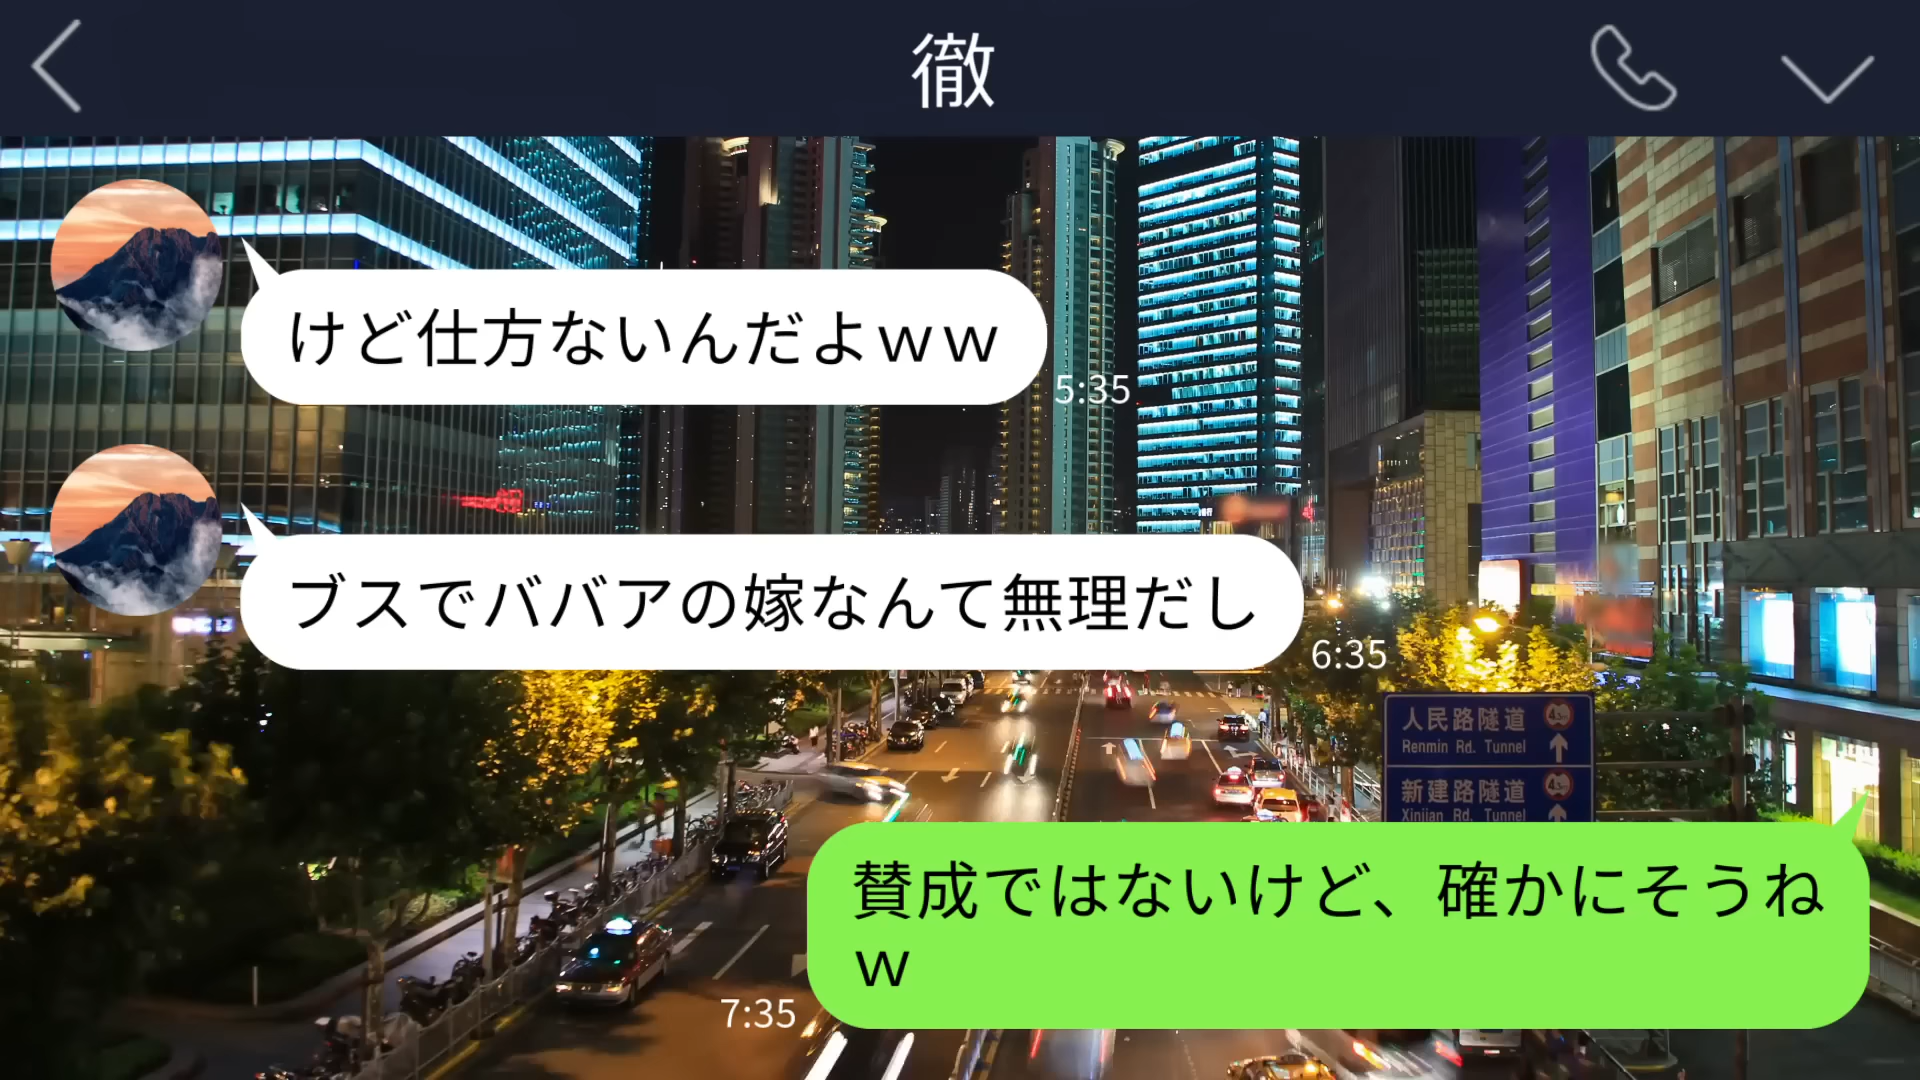 徹
けど仕方ないんだよｗｗ
5:35
ブスでババアの嫁なんて無理だし
6:35
人民路隧道
Renmin Rd. Tunnel
新建路隧道
Xinjian Rd. Tunnel
賛成ではないけど、確かにそうね
ｗ
7:35